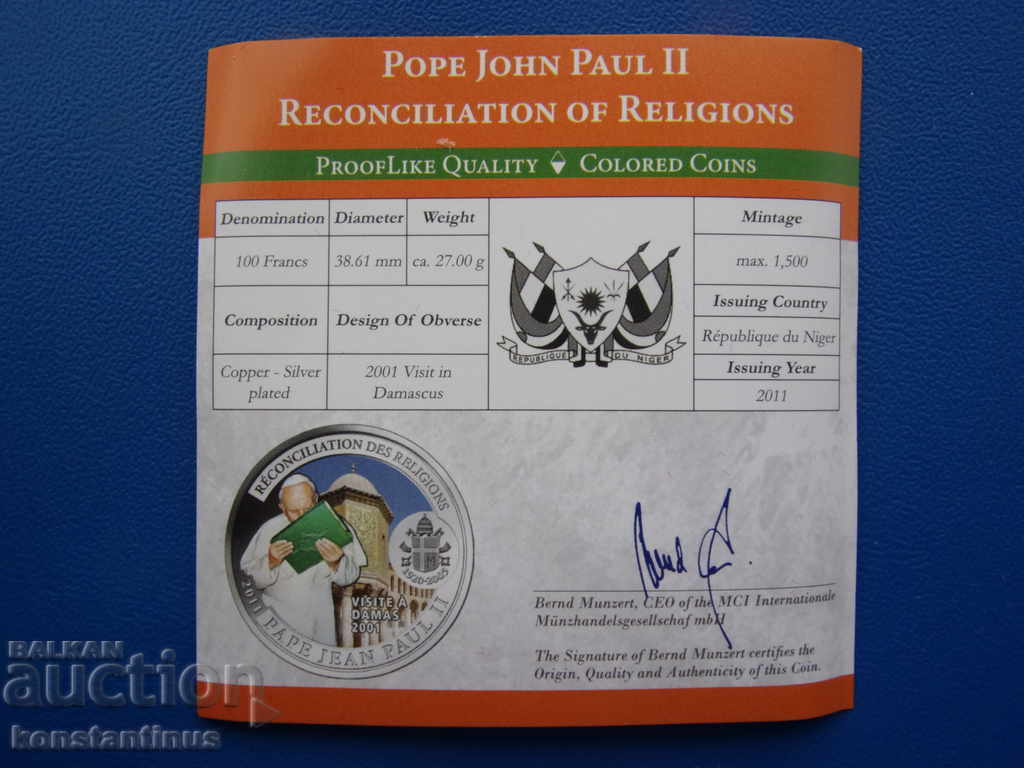 POPE JOHN PAUL II
RECONCILIATION OF RELIGIONS
PROOFLIKE QUALITY COLORED COINS
Denomination Diameter Weight
100 Francs 38.61 mm ca. 27.00 g
Composition Design Of Obverse
Copper - Silver plated
2001 Visit in Damascus
REPUBLIQUE DU NIGER
Mintage
max. 1,500
Issuing Country
République du Niger
Issuing Year
2011
RÉCONCILIATION DES RELIGIONS
1920-2005
VISITE À
DAMAS
2001
2011 PAPE JEAN PAUL II
Bernd Munzert, CEO of the MCI Internationale
Münzhandelsgesellschaf mbH
The Signature of Bernd Munzert certifies the
Origin, Quality and Authenticity of this Coin.
BALKAN
auction
konstantinus